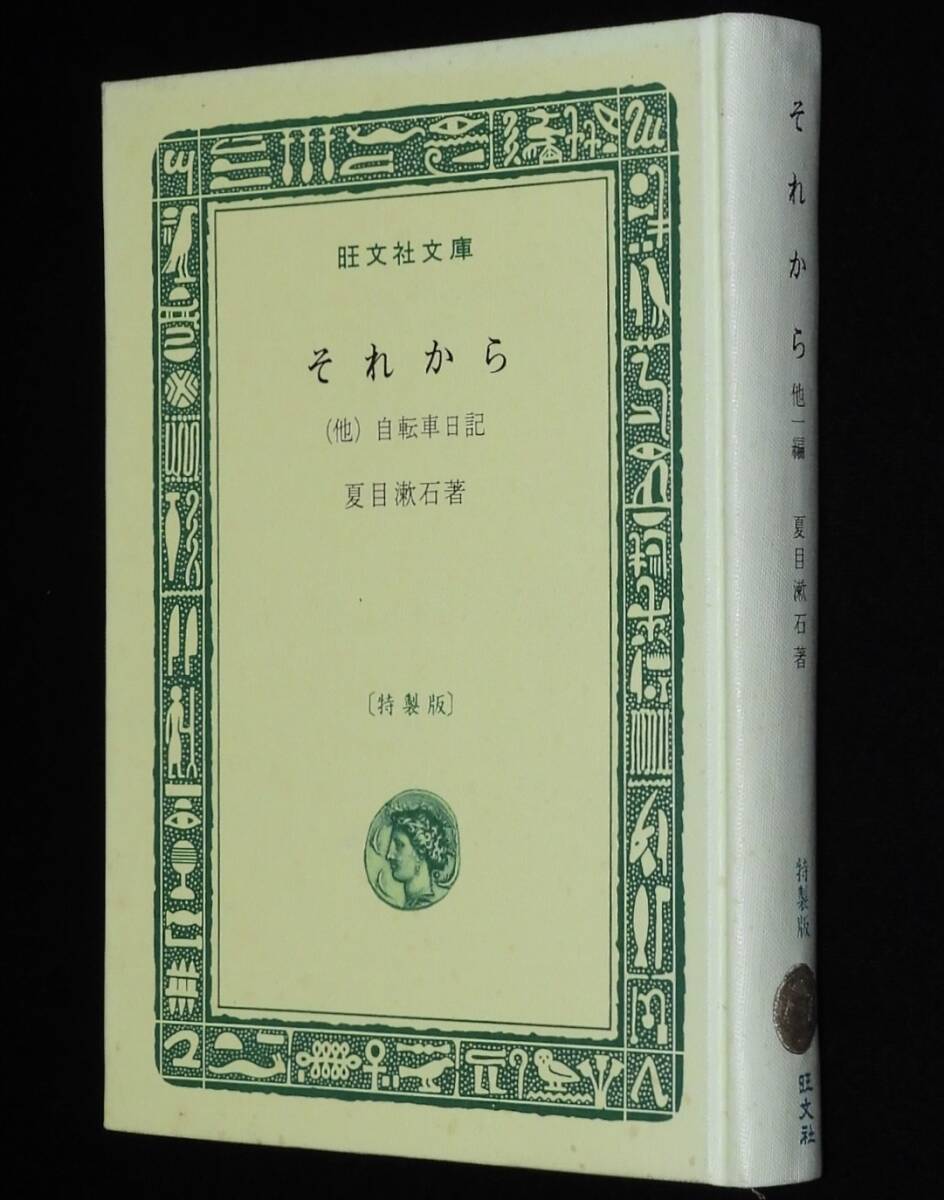 旺文社文庫
それから
(他) 自転車日記
夏目漱石著
〔特製版〕
それから 他一編 夏目漱石著
特製版
旺文社